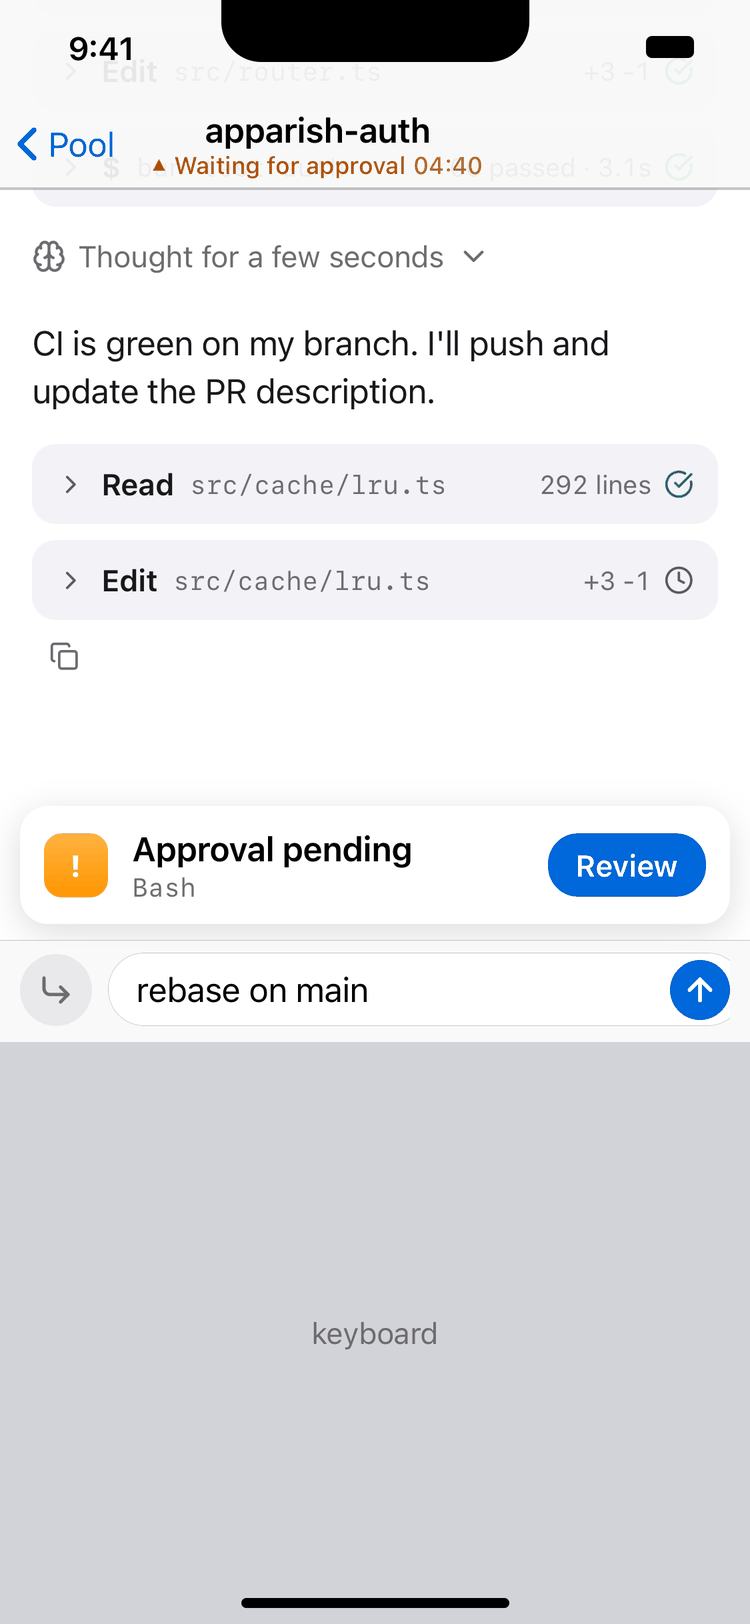 9:41
Edit src/router.ts +3 -1
Pool
apparish-auth
▲ Waiting for approval 04:40
$ passed · 3.1s
Thought for a few seconds
CI is green on my branch. I'll push and
update the PR description.
Read src/cache/lru.ts 292 lines
Edit src/cache/lru.ts +3 -1
! Approval pending
Bash
Review
rebase on main
keyboard